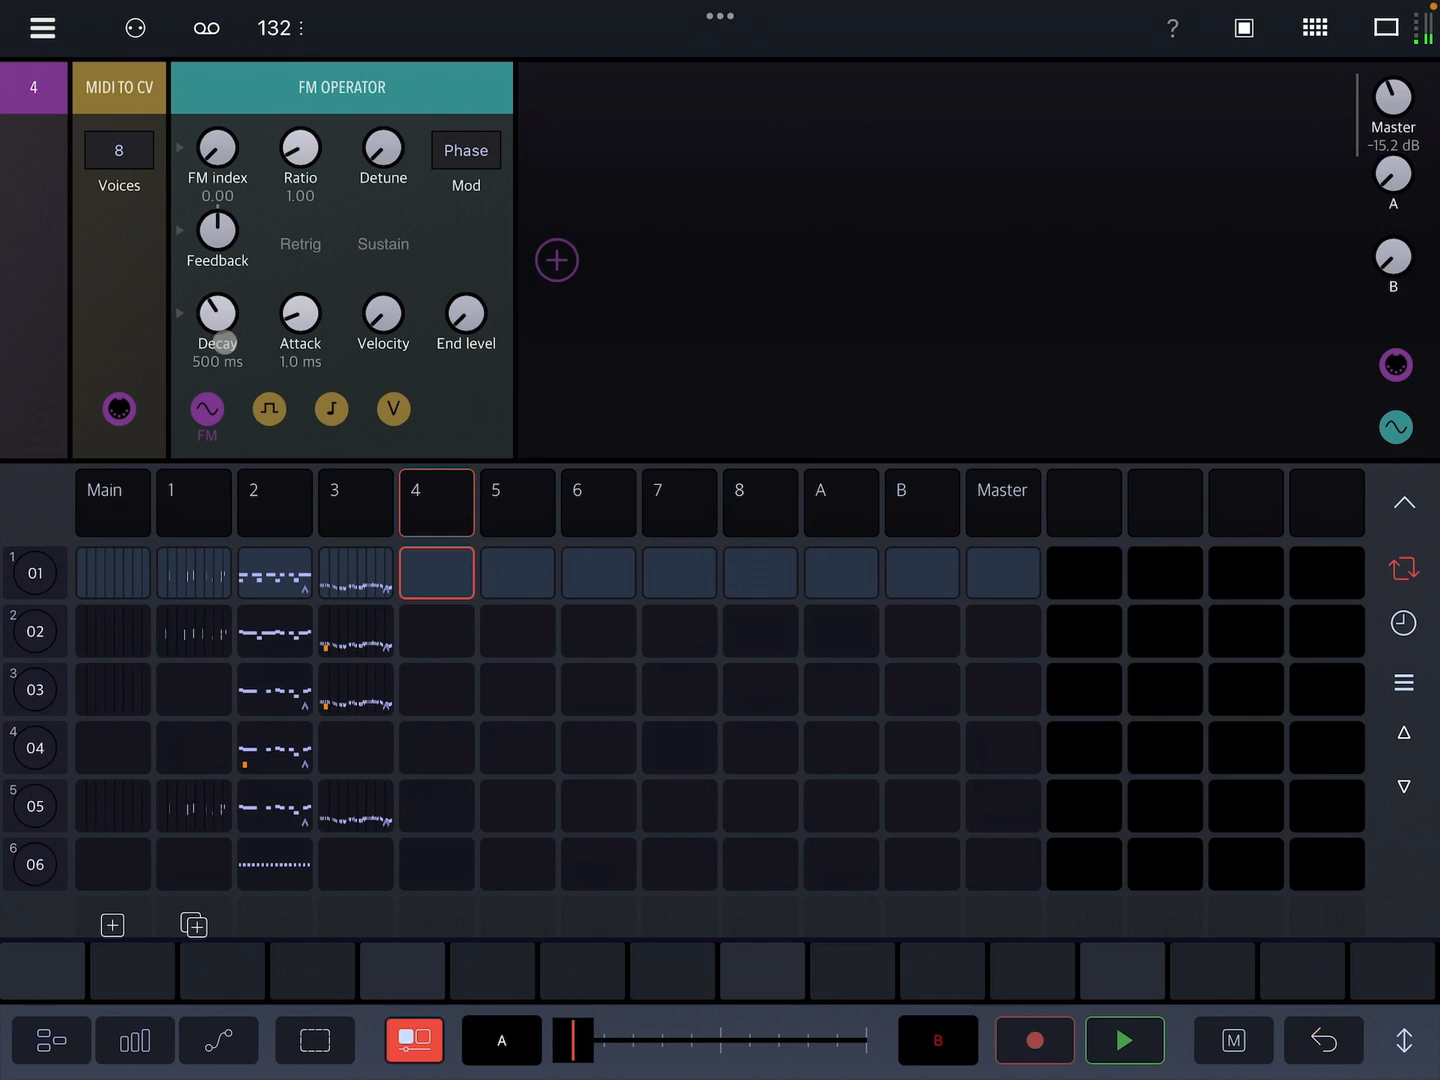 132
?
4
MIDI TO CV
FM OPERATOR
8
Voices
FM index
0.00
Ratio
1.00
Detune
Phase
Mod
Feedback
Retrig
Sustain
Decay
500 ms
Attack
1.0 ms
Velocity
End level
FM
V
Master
-15.2 dB
A
B
Main
1
2
3
4
5
6
7
8
A
B
Master
1
01
2
02
3
03
4
04
5
05
6
06
A
B
M